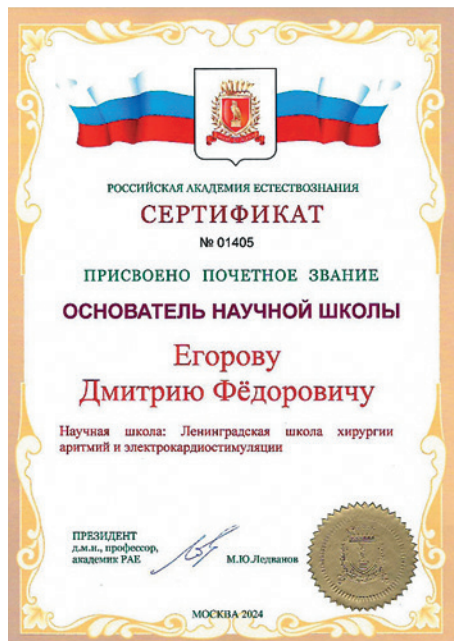 РОССИЙСКАЯ АКАДЕМИЯ ЕСТЕСТВОЗНАНИЯ
СЕРТИФИКАТ
№ 01405
ПРИСВОЕНО ПОЧЕТНОЕ ЗВАНИЕ
ОСНОВАТЕЛЬ НАУЧНОЙ ШКОЛЫ
Егорову
Дмитрию Фёдоровичу
Научная школа: Ленинградская школа хирургии
аритмий и электрокардиостимуляции
ПРЕЗИДЕНТ
д.м.н., профессор,
академик РАЕ
М.Ю.Ледванов
МОСКВА 2024